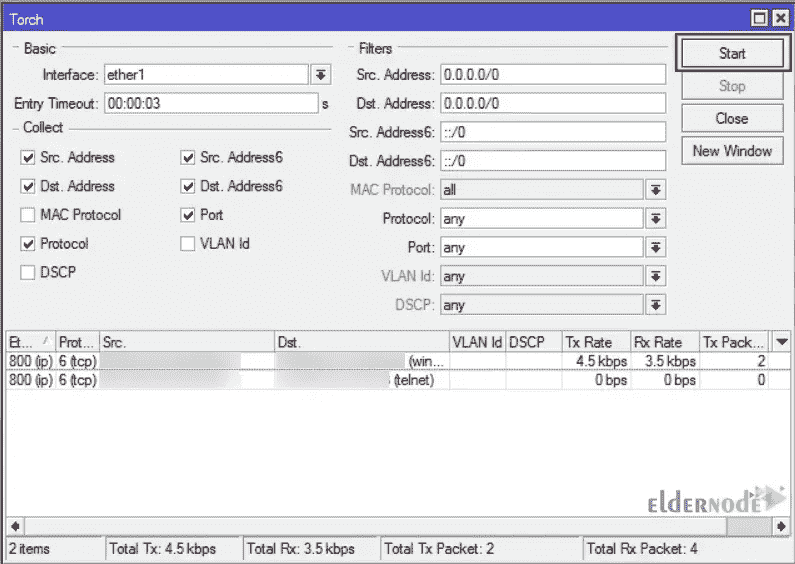 Torch
Basic
Interface: ether1
Entry Timeout: 00:00:03 s
Collect
Src. Address
Src. Address6
Dst. Address
Dst. Address6
MAC Protocol
Port
Protocol
VLAN Id
DSCP
Filters
Src. Address: 0.0.0.0/0
Dst. Address: 0.0.0.0/0
Src. Address6: ::/0
Dst. Address6: ::/0
MAC Protocol: all
Protocol: any
Port: any
VLAN Id: any
DSCP: any
Start
Stop
Close
New Window
Et... Prot... Src. Dst. VLAN Id DSCP Tx Rate Rx Rate Tx Pack...
800 (ip) 6 (tcp) (win... 4.5 kbps 3.5 kbps 2
800 (ip) 6 (tcp) (telnet) 0 bps 0 bps 0
ELDERNODE
2 items Total Tx: 4.5 kbps Total Rx: 3.5 kbps Total Tx Packet: 2 Total Rx Packet: 4